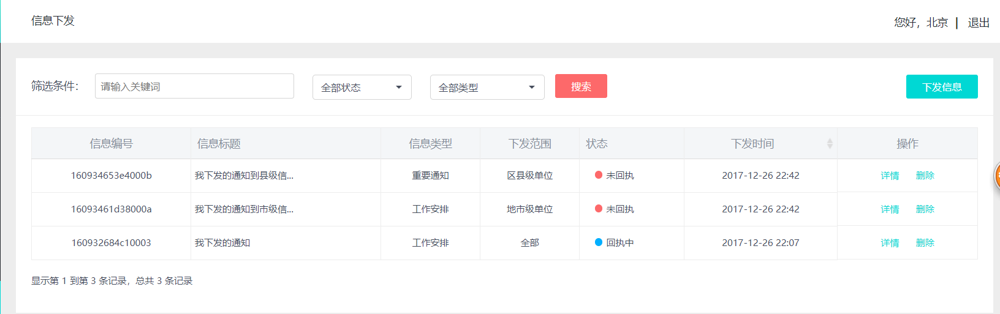 信息下发
您好，北京 | 退出
筛选条件： 请输入关键词 全部状态 全部类型 搜索 下发信息
信息编号 信息标题 信息类型 下发范围 状态 下发时间 操作
160934653e4000b 我下发的通知到县级信... 重要通知 区县级单位 未回执 2017-12-26 22:42 详情 删除
16093461d38000a 我下发的通知到市级信... 工作安排 地市级单位 未回执 2017-12-26 22:42 详情 删除
160932684c10003 我下发的通知 工作安排 全部 回执中 2017-12-26 22:07 详情 删除
显示第 1 到第 3 条记录，总共 3 条记录